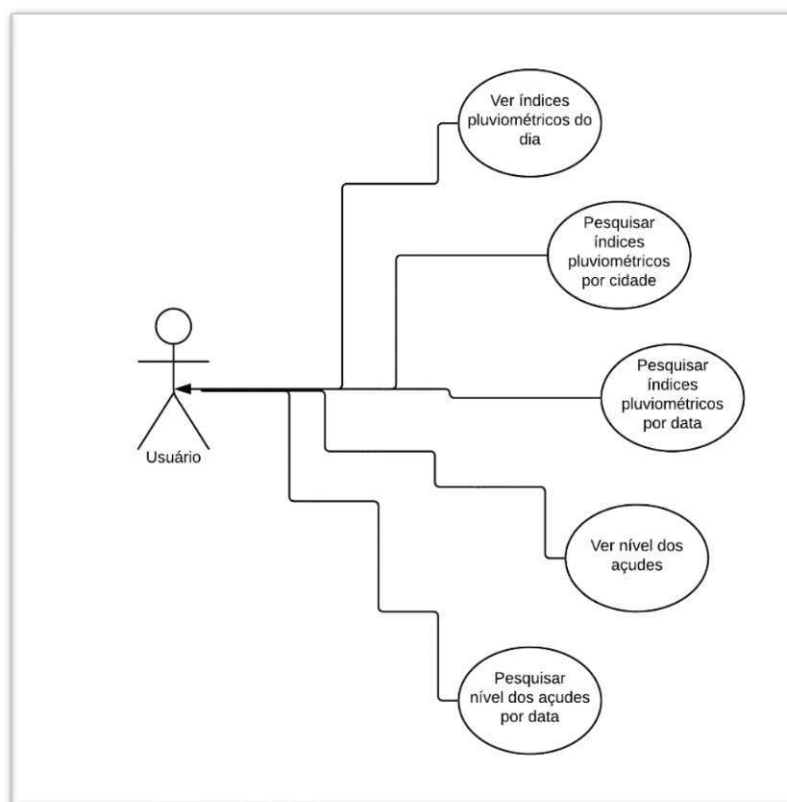 Ver índices
pluviométricos do
dia
Pesquisar
índices
pluviométricos
por cidade
Pesquisar
índices
pluviométricos
por data
Usuário
Ver nível dos
açudes
Pesquisar
nível dos açudes
por data